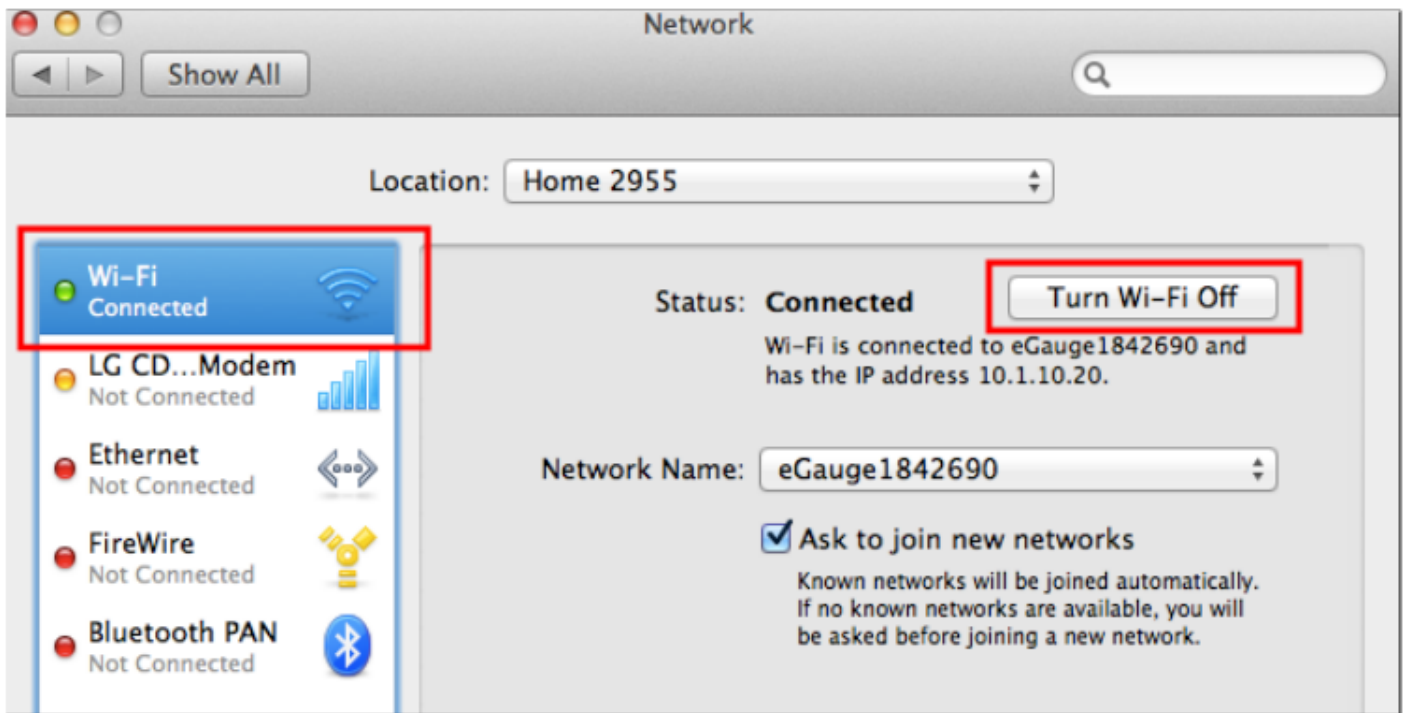 Network
Show All
Location: Home 2955
Wi-Fi
Connected
LG CD...Modem
Not Connected
Ethernet
Not Connected
FireWire
Not Connected
Bluetooth PAN
Not Connected
Status: Connected
Turn Wi-Fi Off
Wi-Fi is connected to eGauge1842690 and
has the IP address 10.1.10.20.
Network Name: eGauge1842690
Ask to join new networks
Known networks will be joined automatically.
If no known networks are available, you will
be asked before joining a new network.